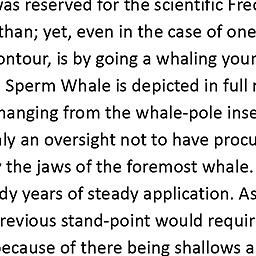 was reserved for the scientific Fred
than; yet, even in the case of one
ontour, is by going a whaling your
Sperm Whale is depicted in full
hanging from the whale-pole inse
ly an oversight not to have procu
the jaws of the foremost whale.
dy years of steady application. As
revious stand-point would requir
because of there being shallows a